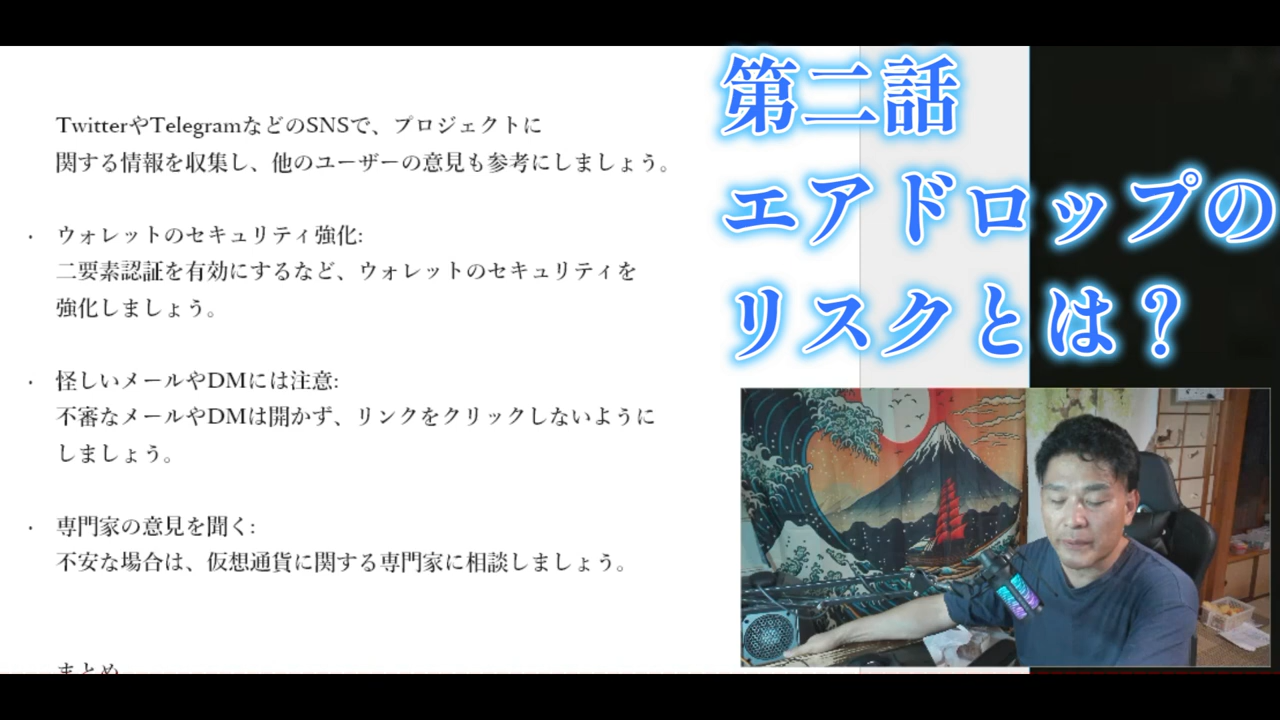 TwitterやTelegramなどのSNSで、プロジェクトに
関する情報を収集し、他のユーザーの意見も参考にしましょう。
・ ウォレットのセキュリティ強化:
二要素認証を有効にするなど、ウォレットのセキュリティを
強化しましょう。
・ 怪しいメールやDMには注意:
不審なメールやDMは開かず、リンクをクリックしないように
しましょう。
・ 専門家の意見を聞く:
不安な場合は、仮想通貨に関する専門家に相談しましょう。
まとめ
第二話
エアドロップの
リスクとは？